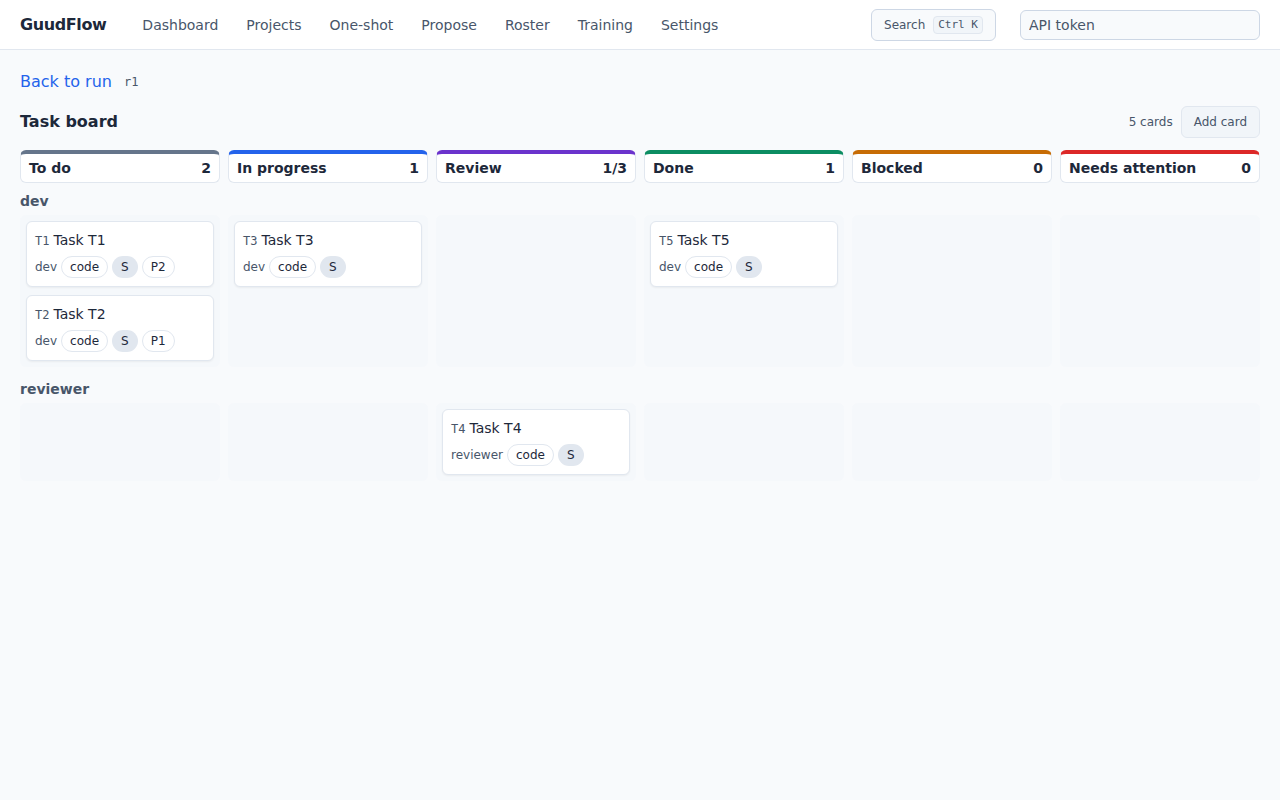 GuudFlow Dashboard Projects One-shot Propose Roster Training Settings Search Ctrl K API token
Back to run r1
Task board 5 cards Add card
To do 2 In progress 1 Review 1/3 Done 1 Blocked 0 Needs attention 0
dev
T1 Task T1 T3 Task T3 T5 Task T5
dev code S P2 dev code S dev code S
T2 Task T2
dev code S P1
reviewer
T4 Task T4
reviewer code S